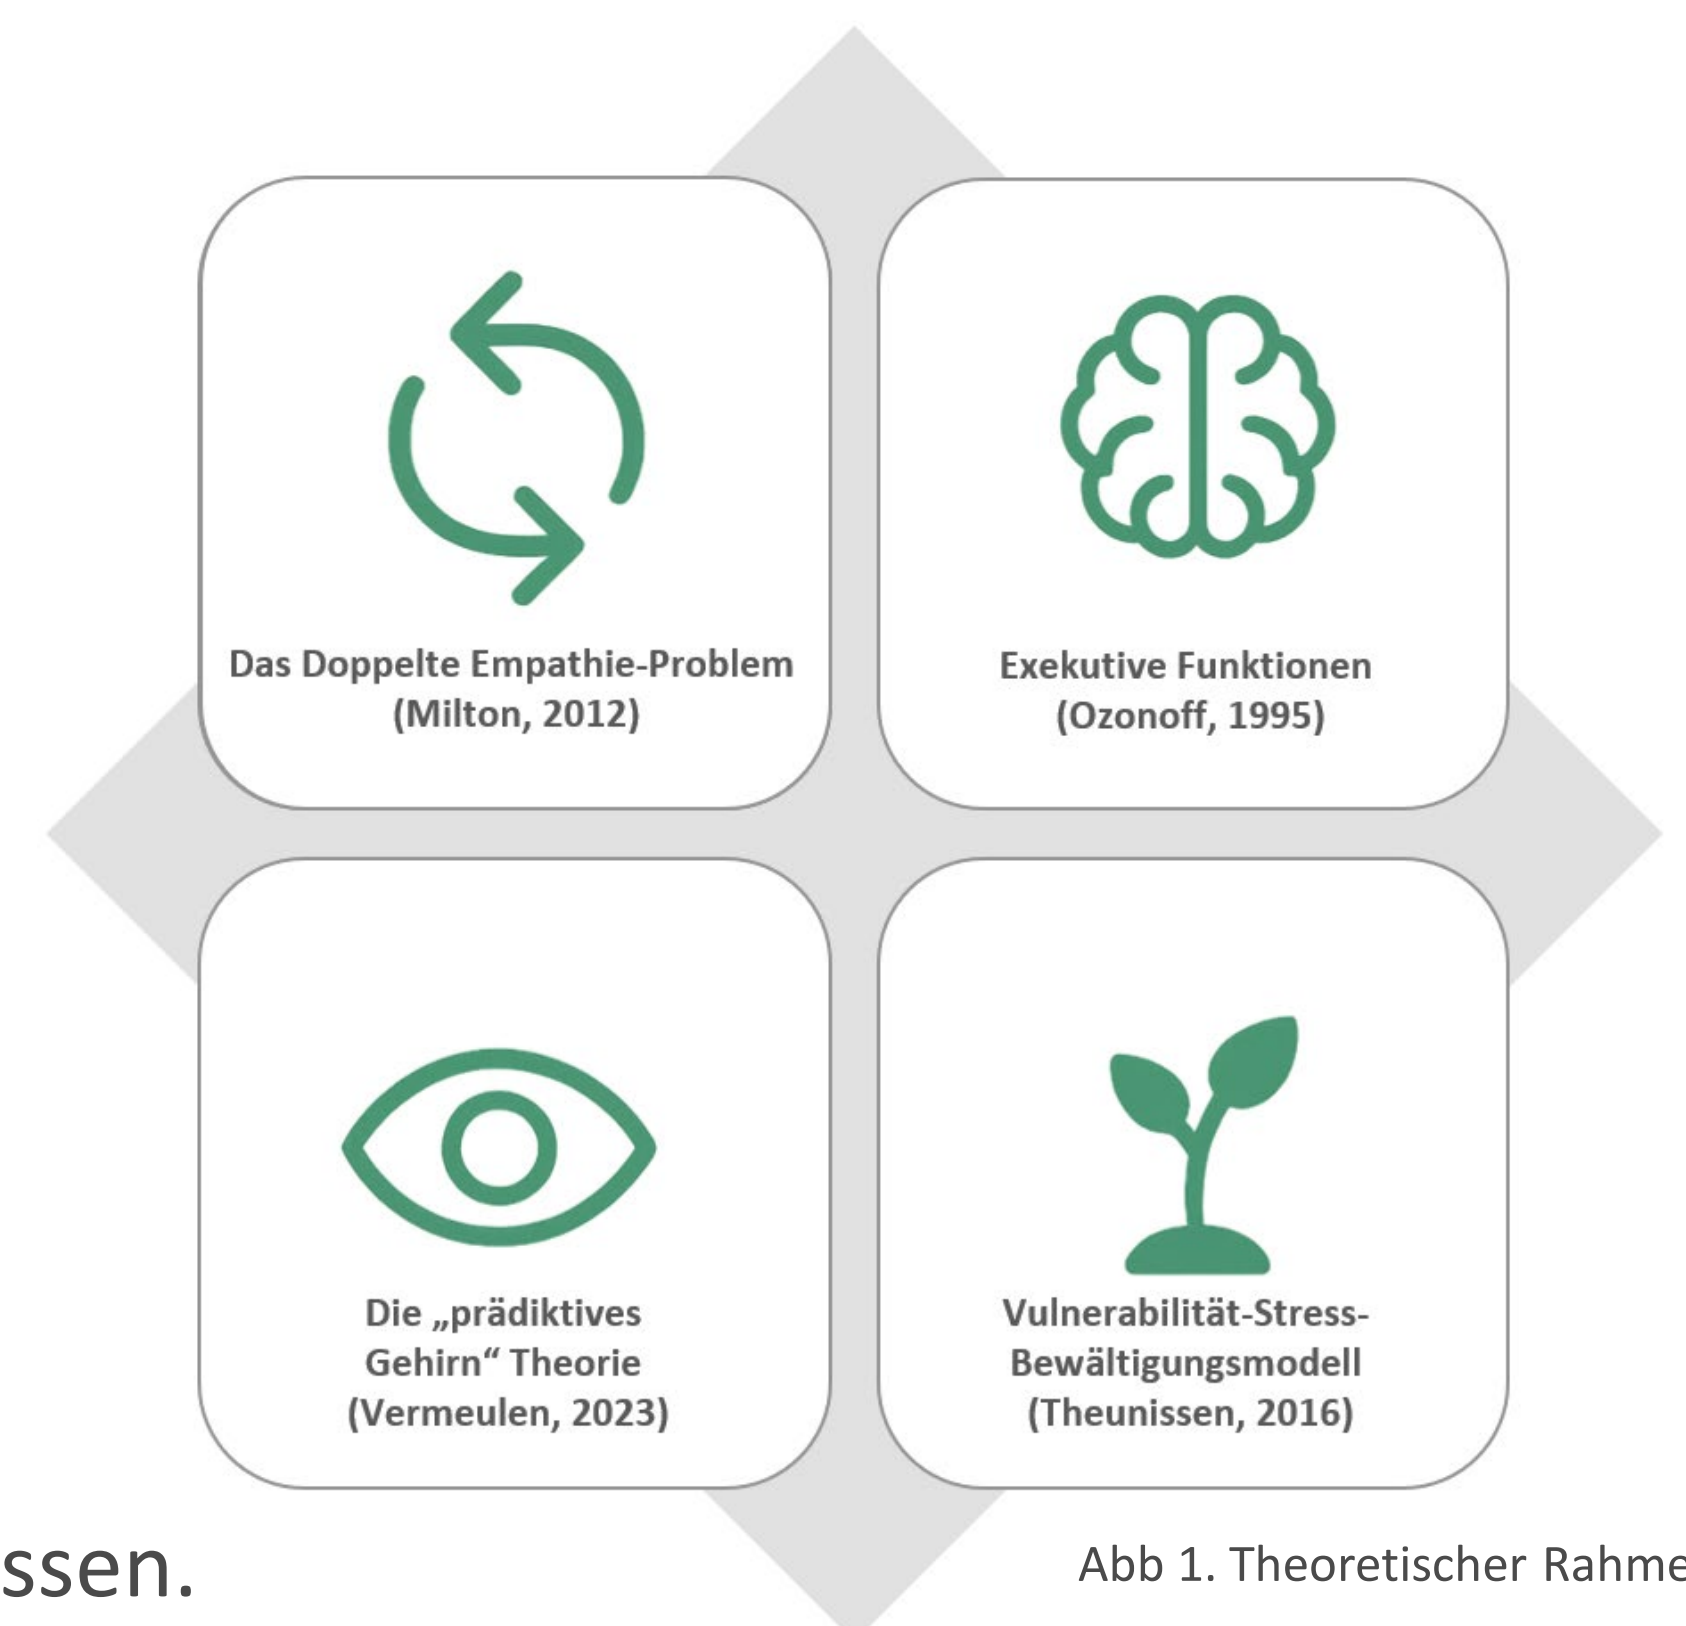 Das Doppelte Empathie-Problem
(Milton, 2012)
Exekutive Funktionen
(Ozonoff, 1995)
Die „prädiktives
Gehirn“ Theorie
(Vermeulen, 2023)
Vulnerabilität-Stress-
Bewältigungsmodell
(Theunissen, 2016)
ssen.
Abb 1. Theoretischer Rahme